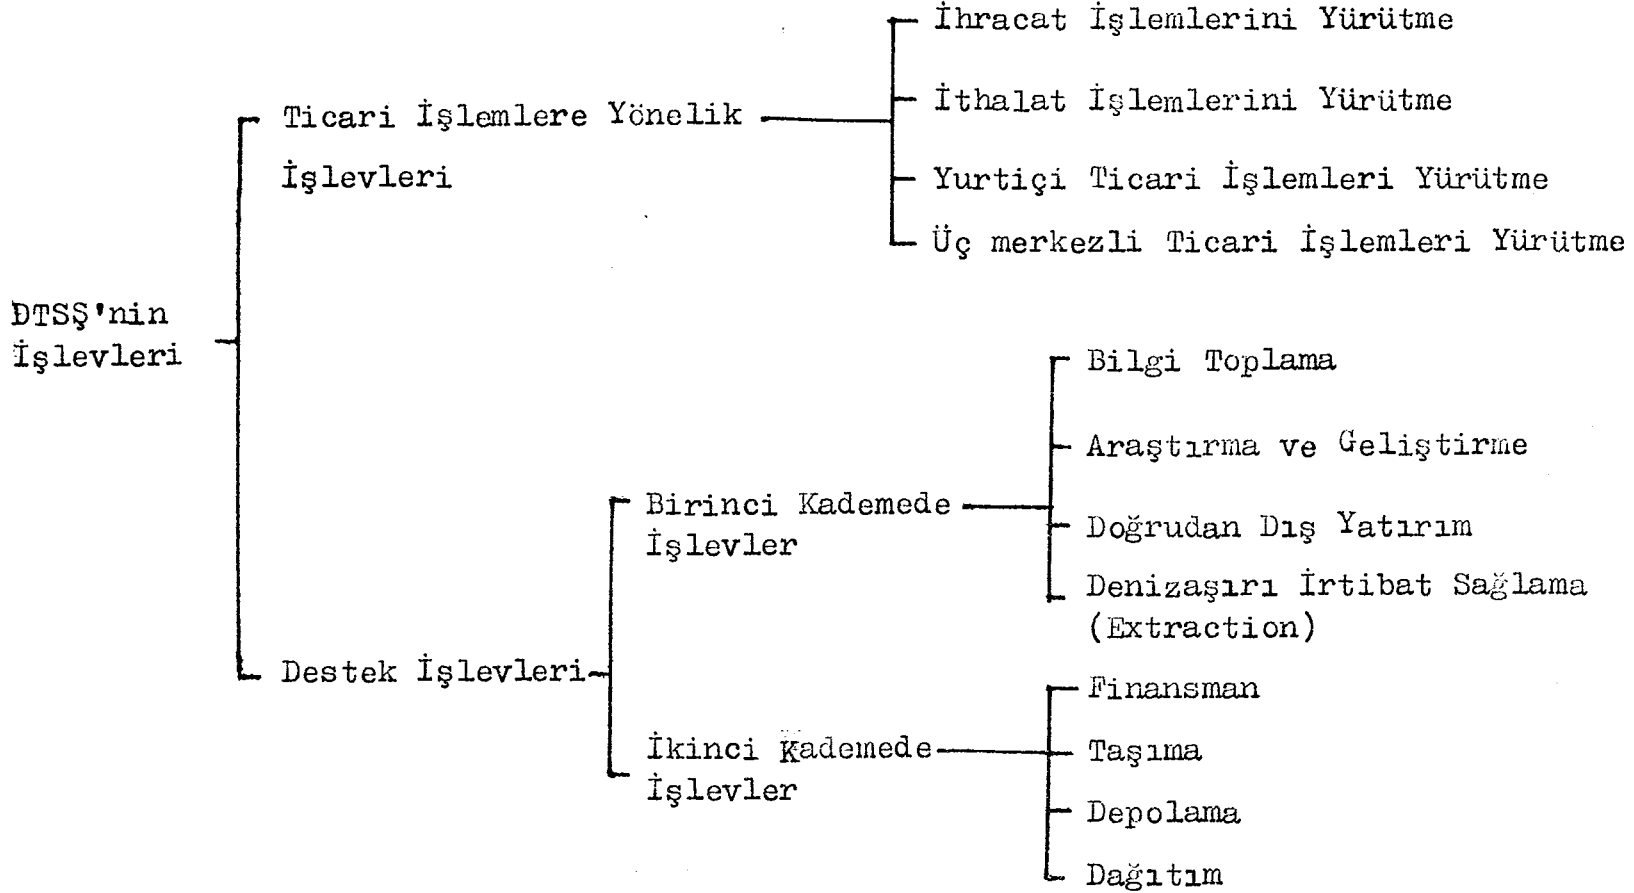 İhracat İşlemlerini Yürütme
İthalat İşlemlerini Yürütme
Ticari İşlemlere Yönelik
İşlevleri
Yurtiçi Ticari İşlemleri Yürütme
Üç merkezli Ticari İşlemleri Yürütme
DTSŞ'nin
İşlevleri
Bilgi Toplama
Araştırma ve Geliştirme
Birinci Kademede
İşlevler
Doğrudan Dış Yatırım
Denizaşırı İrtibat Sağlama
(Extraction)
Destek İşlevleri
Finansman
İkinci Kademede
İşlevler
Taşıma
Depolama
Dağıtım